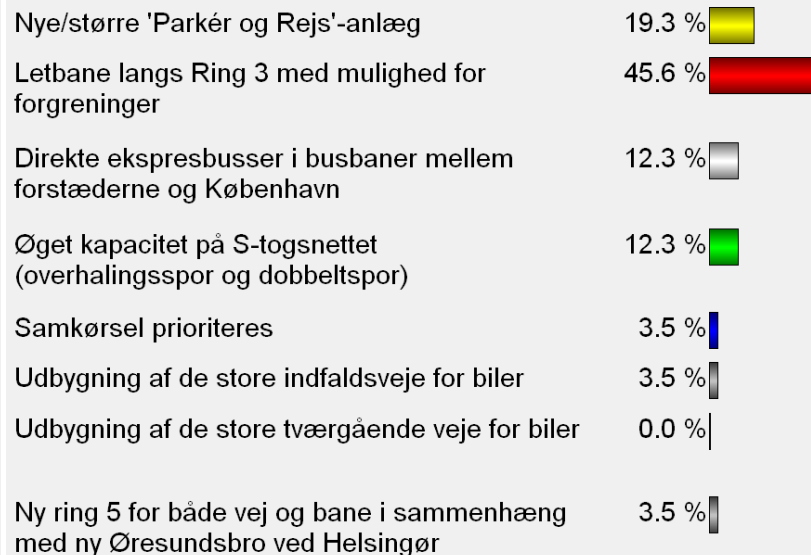 Nye/større 'Parkér og Rejs'-anlæg 19.3 %
Letbane langs Ring 3 med mulighed for 45.6 %
forgreninger
Direkte ekspresbusser i busbaner mellem 12.3 %
forstæderne og København
Øget kapacitet på S-togsnettet 12.3 %
(overhalingsspor og dobbeltspor)
Samkørsel prioriteres 3.5 %
Udbygning af de store indfaldsveje for biler 3.5 %
Udbygning af de store tværgående veje for biler 0.0 %
Ny ring 5 for både vej og bane i sammenhæng 3.5 %
med ny Øresundsbro ved Helsingør